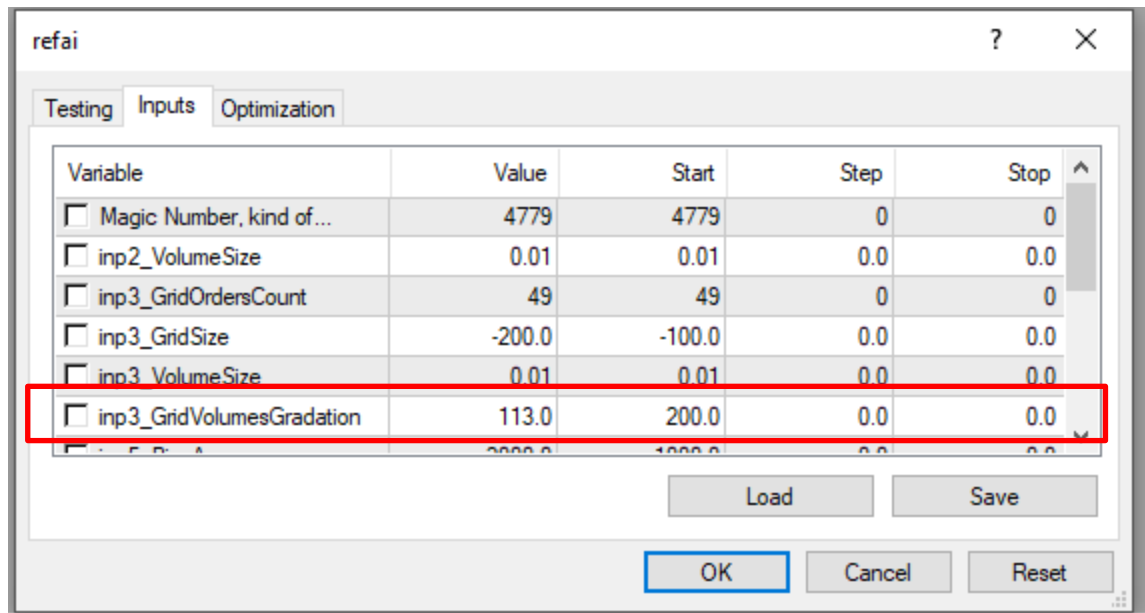 refai ?
Testing Inputs Optimization
Variable Value Start Step Stop
Magic Number, kind of... 4779 4779 0 0
inp2_VolumeSize 0.01 0.01 0.0 0.0
inp3_GridOrdersCount 49 49 0 0
inp3_GridSize -200.0 -100.0 0.0 0.0
inp3_VolumeSize 0.01 0.01 0.0 0.0
inp3_GridVolumesGradation 113.0 200.0 0.0 0.0
Load Save
OK Cancel Reset